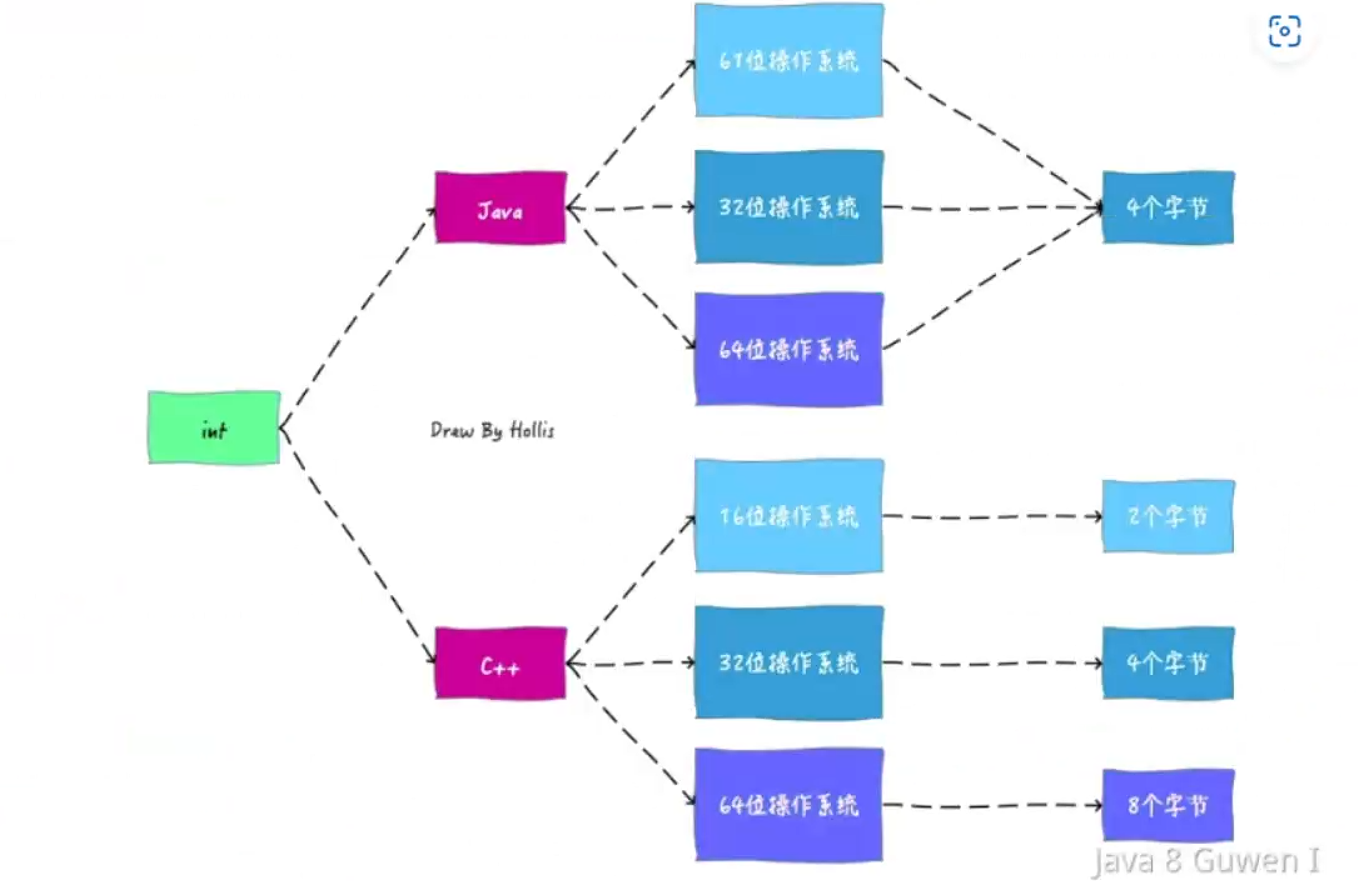 61位操作系统
Java
32位操作系统
4个字节
64位操作系统
int
Draw By Hollis
16位操作系统
2个字节
C++
32位操作系统
4个字节
64位操作系统
8个字节
Java 8 Guwen I